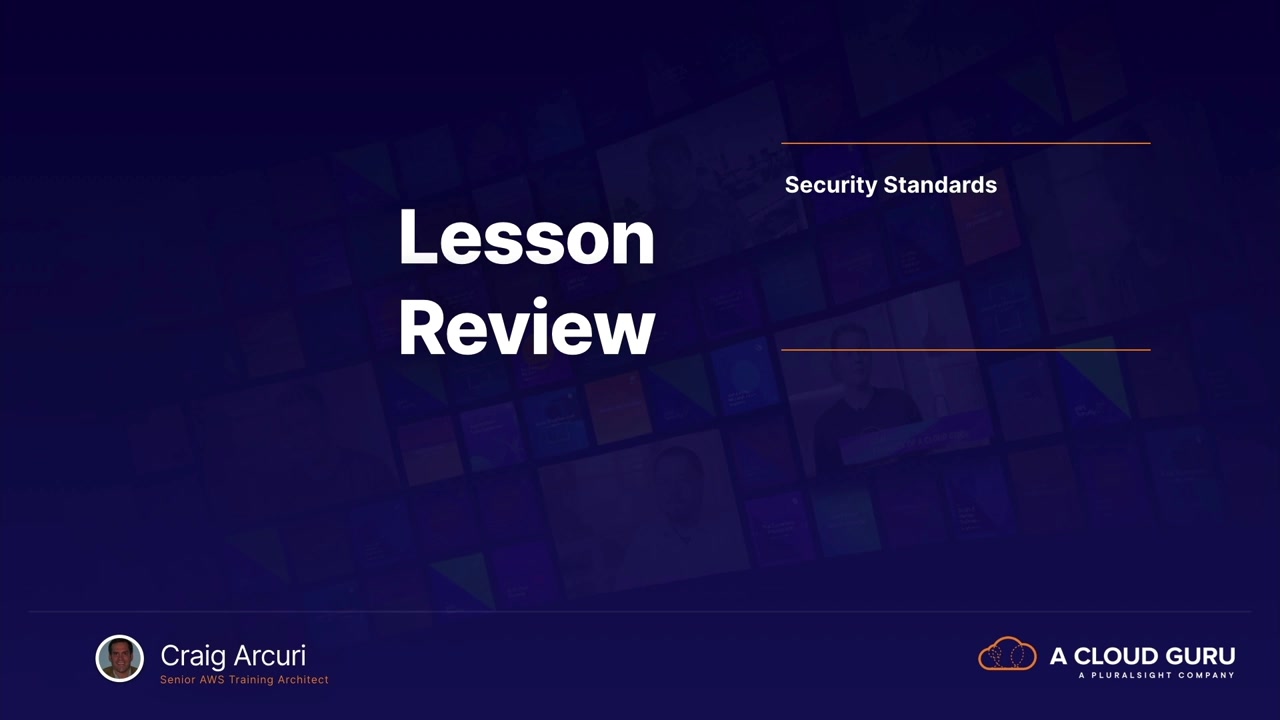 Lesson
Review
Security Standards
Craig Arcuri
Senior AWS Training Architect
A CLOUD GURU
A PLURALSIGHT COMPANY